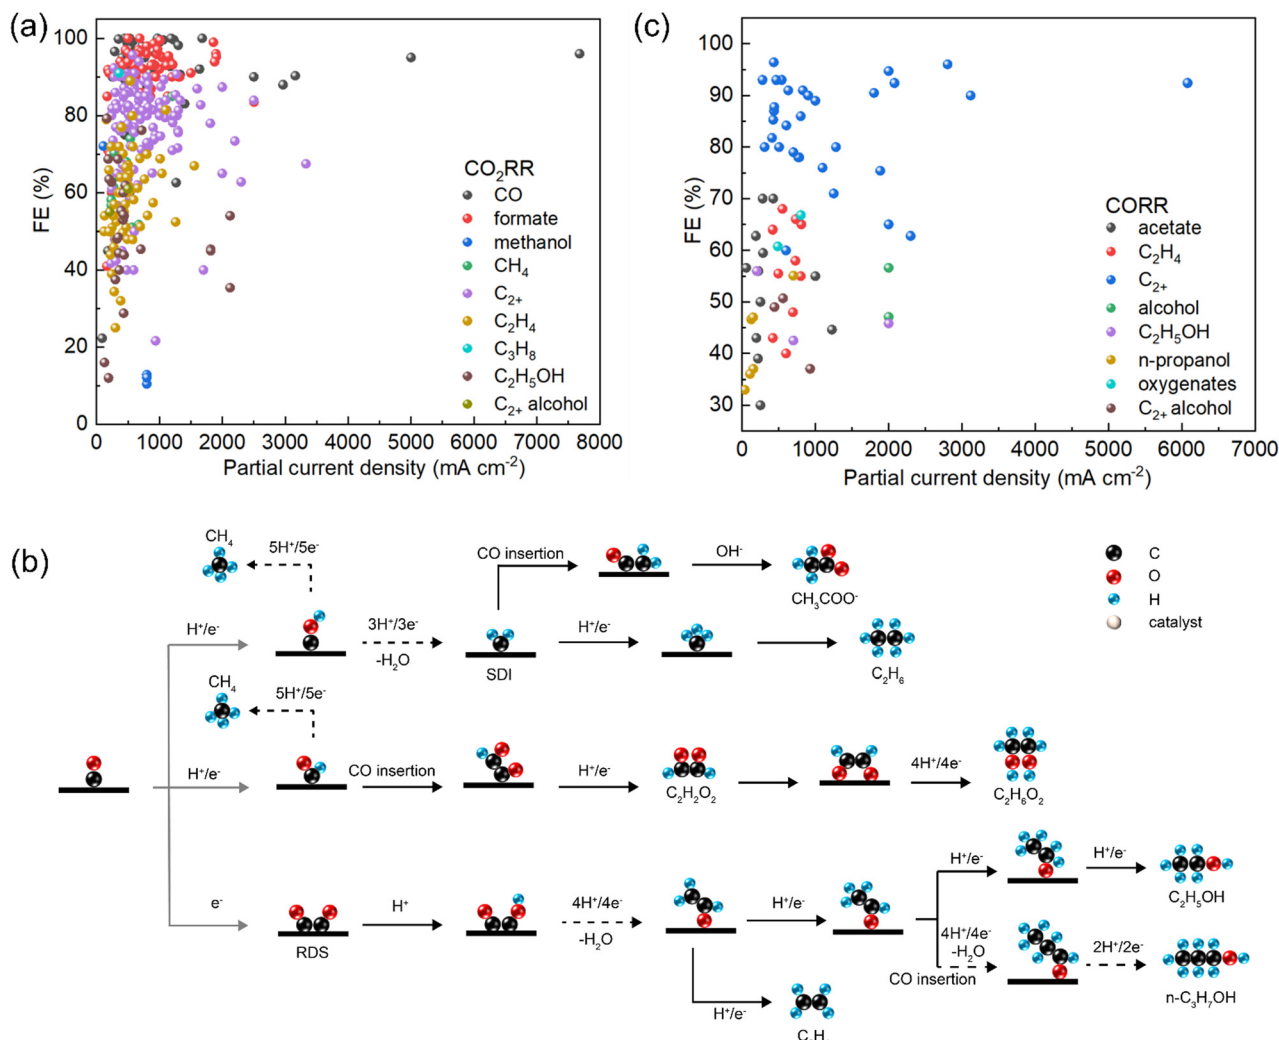 (a)
100
80
60
40
20
0
FE (%)
0 1000 2000 3000 4000 5000 6000 7000 8000
Partial current density (mA cm⁻²)
CO₂RR
CO
formate
methanol
CH₄
C₂₊
C₂H₄
C₃H₈
C₂H₅OH
C₂₊ alcohol
(c)
100
90
80
70
60
50
40
30
FE (%)
0 1000 2000 3000 4000 5000 6000 7000
Partial current density (mA cm⁻²)
CORR
acetate
C₂H₄
C₂₊
alcohol
C₂H₅OH
n-propanol
oxygenates
C₂₊ alcohol
(b)
CH₄
5H⁺/5e⁻
CO insertion
OH⁻
CH₃COO⁻
C
O
H
catalyst
H⁺/e⁻
3H⁺/3e⁻
-H₂O
SDI
H⁺/e⁻
C₂H₆
CH₄
5H⁺/5e⁻
H⁺/e⁻
CO insertion
H⁺/e⁻
C₂H₂O₂
4H⁺/4e⁻
C₂H₆O₂
e⁻
RDS
H⁺
4H⁺/4e⁻
-H₂O
H⁺/e⁻
H⁺/e⁻
H⁺/e⁻
C₂H₅OH
4H⁺/4e⁻
-H₂O
CO insertion
2H⁺/2e⁻
n-C₃H₇OH
H⁺/e⁻